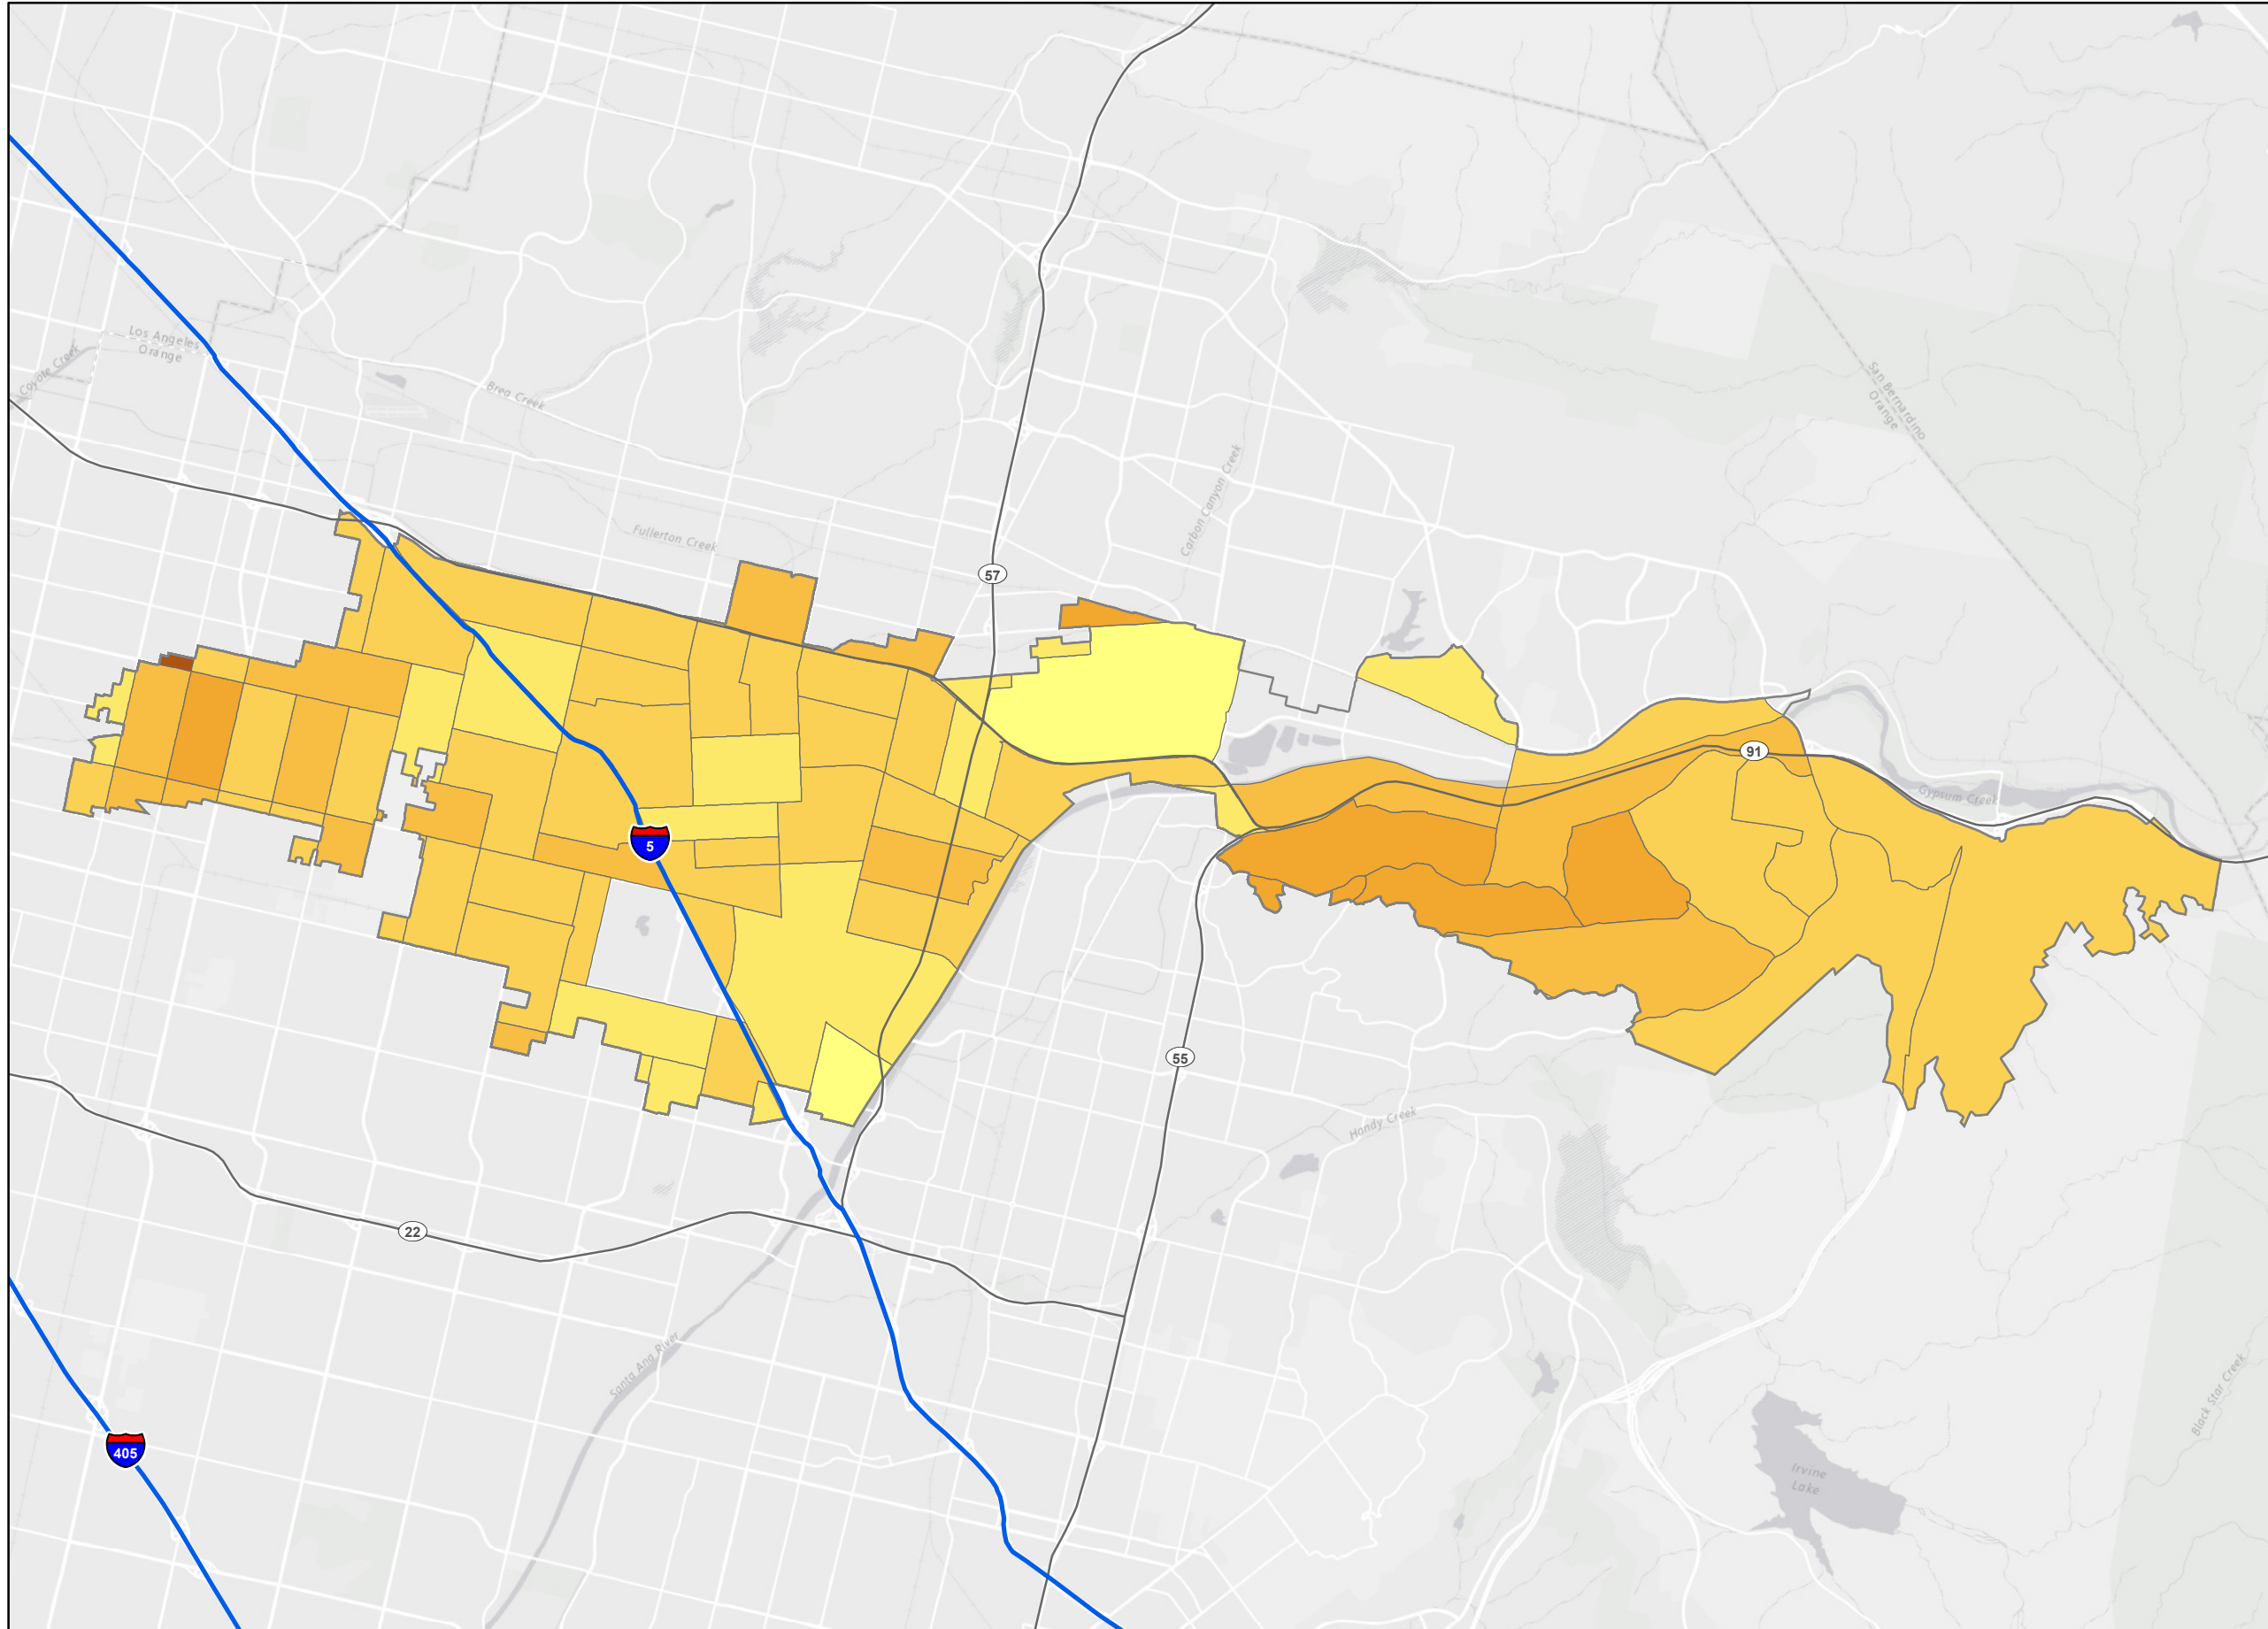 Los Angeles
Orange
Coyote Creek
Brea Creek
San Bernardino
Orange
Carbon Canyon Creek
Fullerton Creek
57
91
Gypsum Creek
5
55
Handy Creek
22
Santa Ana River
Black Star Creek
405
Irvine
Lake